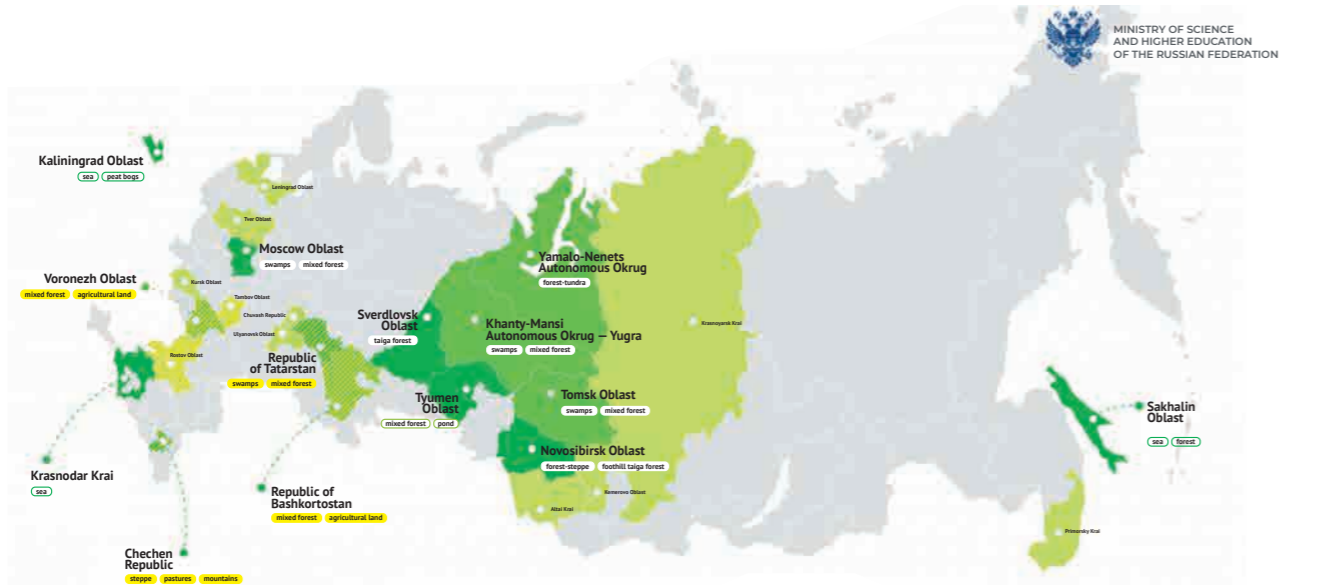 MINISTRY OF SCIENCE
AND HIGHER EDUCATION
OF THE RUSSIAN FEDERATION
Kaliningrad Oblast
sea peat bogs
Leningrad Oblast
Tver Oblast
Moscow Oblast
swamps mixed forest
Voronezh Oblast
mixed forest agricultural land
Kursk Oblast
Tambov Oblast
Chuvash Republic
Ulyanovsk Oblast
Rostov Oblast
Republic
of Tatarstan
swamps mixed forest
Sverdlovsk
Oblast
taiga forest
Yamalo-Nenets
Autonomous Okrug
forest-tundra
Khanty-Mansi
Autonomous Okrug — Yugra
swamps mixed forest
Krasnoyarsk Krai
Tyumen
Oblast
mixed forest pond
Tomsk Oblast
swamps mixed forest
Novosibirsk Oblast
forest-steppe foothill taiga forest
Kemerovo Oblast
Altai Krai
Sakhalin
Oblast
sea forest
Primorsky Krai
Krasnodar Krai
sea
Republic of
Bashkortostan
mixed forest agricultural land
Chechen
Republic
steppe pastures mountains